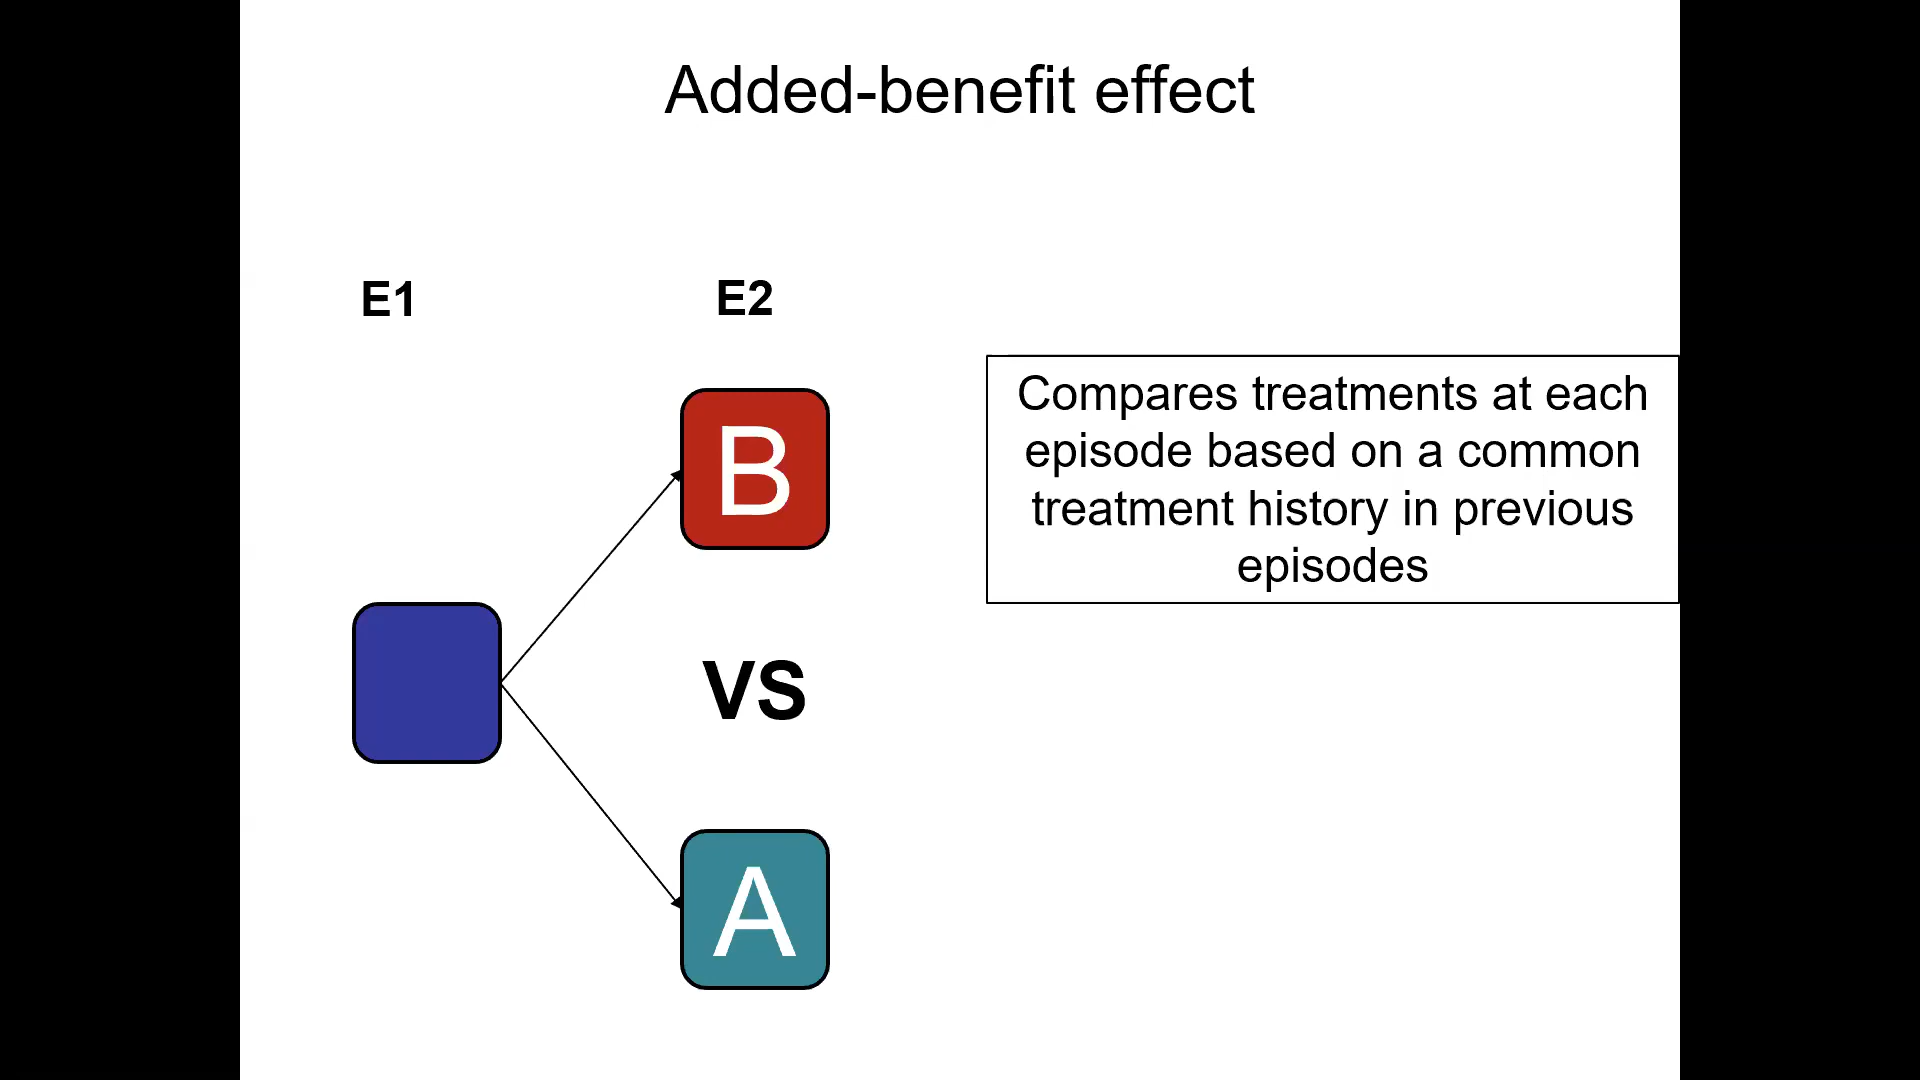 Added-benefit effect
E1
E2
B
Compares treatments at each
episode based on a common
treatment history in previous
episodes
VS
A